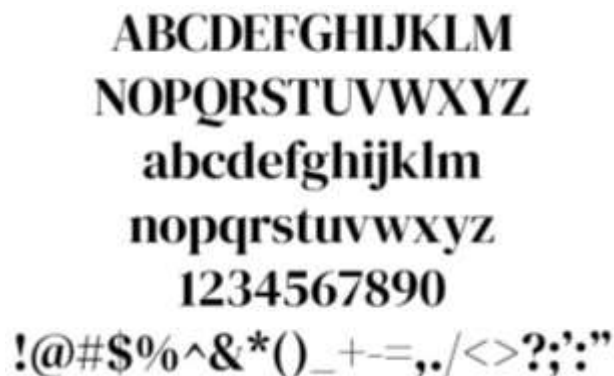 ABCDEFGHIJKLM
NOPQRSTUVWXYZ
abcdefghijklm
nopqrstuvwxyz
1234567890
!@#$%^&*()_+-=,./<>?;’:”